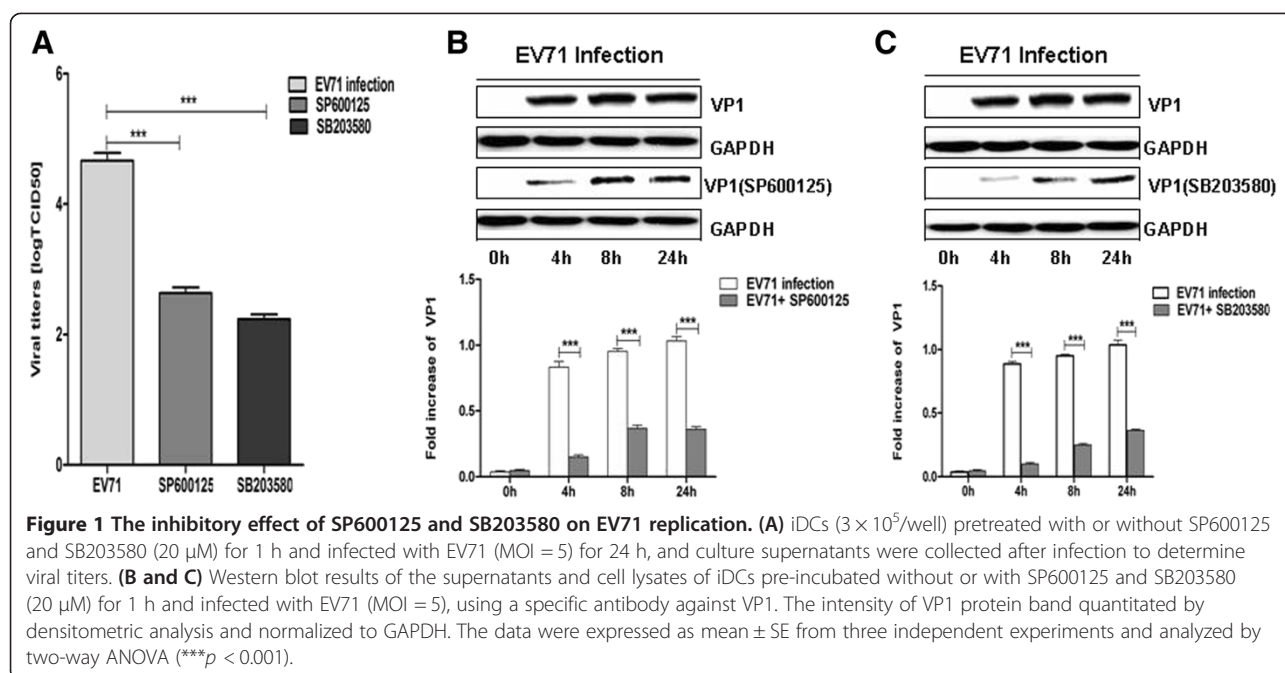 A
Viral titers [logTCID50]
6
4
2
0
EV71 infection
SP600125
SB203580
***
***
EV71 SP600125 SB203580
B
EV71 Infection
VP1
GAPDH
VP1(SP600125)
GAPDH
0h 4h 8h 24h
Fold increase of VP1
1.5
1.0
0.5
0.0
EV71 infection
EV71+ SP600125
*** *** ***
0h 4h 8h 24h
C
EV71 Infection
VP1
GAPDH
VP1(SB203580)
GAPDH
0h 4h 8h 24h
Fold increase of VP1
1.5
1.0
0.5
0.0
EV71 infection
EV71+ SB203580
*** *** ***
0h 4h 8h 24h
Figure 1 The inhibitory effect of SP600125 and SB203580 on EV71 replication. (A) iDCs (3 × 10⁵/well) pretreated with or without SP600125
and SB203580 (20 μM) for 1 h and infected with EV71 (MOI = 5) for 24 h, and culture supernatants were collected after infection to determine
viral titers. (B and C) Western blot results of the supernatants and cell lysates of iDCs pre-incubated without or with SP600125 and SB203580
(20 μM) for 1 h and infected with EV71 (MOI = 5), using a specific antibody against VP1. The intensity of VP1 protein band quantitated by
densitometric analysis and normalized to GAPDH. The data were expressed as mean ± SE from three independent experiments and analyzed by
two-way ANOVA (***p < 0.001).